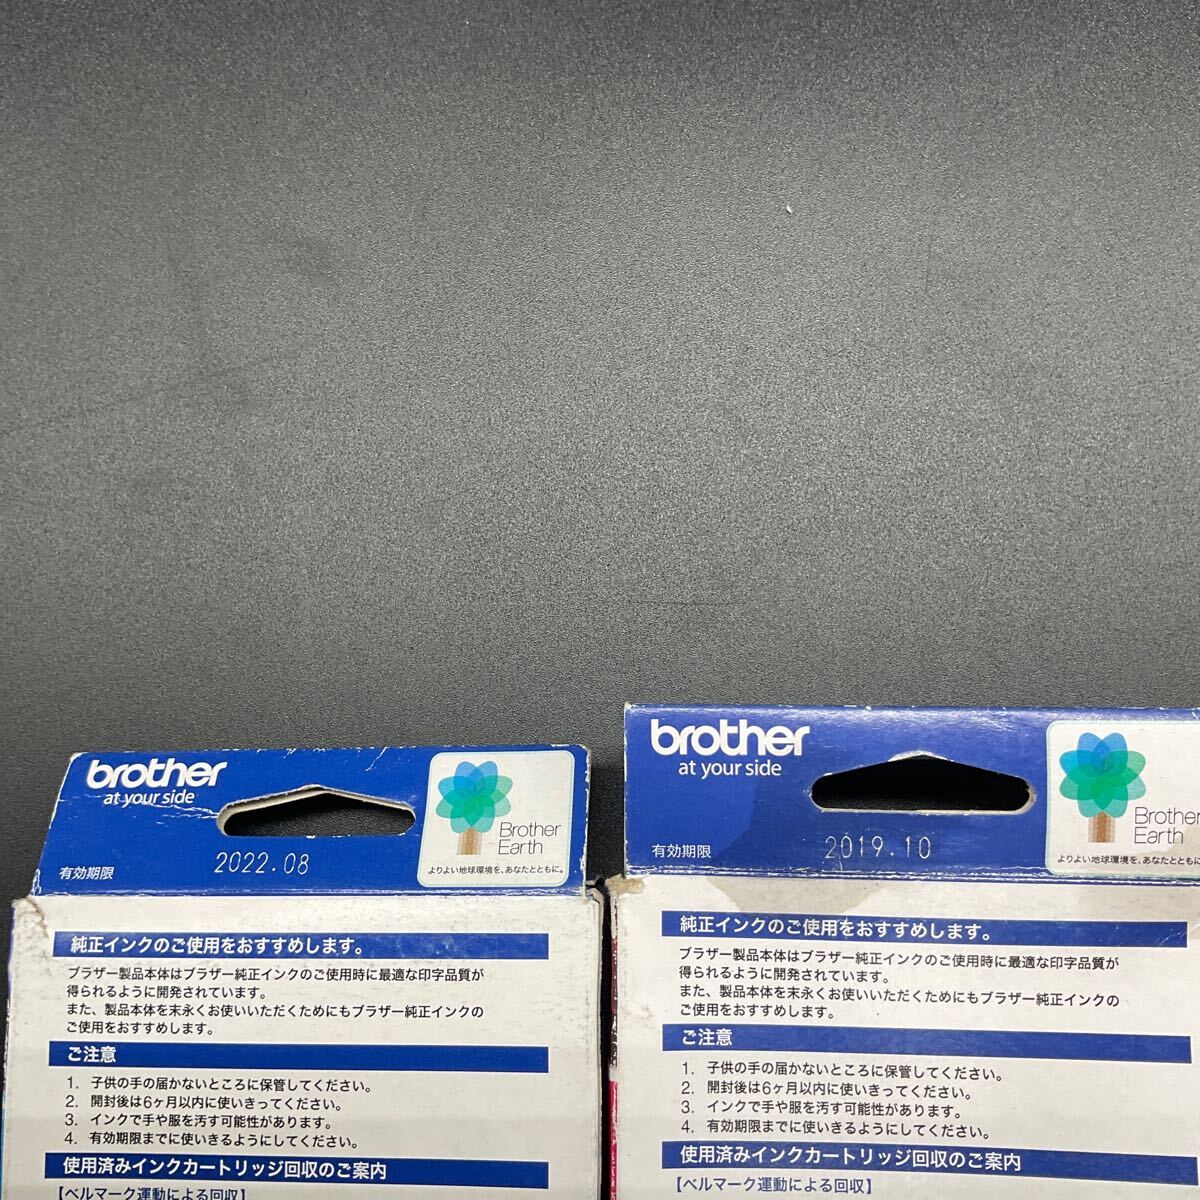 brother
at your side
有効期限
2022.08
Brother
Earth
よりよい地球環境を、あなたとともに。
純正インクのご使用をおすすめします。
ブラザー製品本体はブラザー純正インクのご使用時に最適な印字品質が
得られるように開発されています。
また、製品本体を末永くお使いいただくためにもブラザー純正インクの
ご使用をおすすめします。
ご注意
1. 子供の手の届かないところに保管してください。
2. 開封後は6ヶ月以内に使いきってください。
3. インクで手や服を汚す可能性があります。
4. 有効期限までに使いきるようにしてください。
使用済みインクカートリッジ回収のご案内
【ベルマーク運動による回収】
brother
at your side
有効期限
2019.10
Brother
Earth
よりよい地球環境を、あなたとともに
純正インクのご使用をおすすめします。
ブラザー製品本体はブラザー純正インクのご使用時に最適な印字品質が
得られるように開発されています。
また、製品本体を末永くお使いいただくためにもブラザー純正インクの
ご使用をおすすめします。
ご注意
1. 子供の手の届かないところに保管してください。
2. 開封後は6ヶ月以内に使いきってください。
3. インクで手や服を汚す可能性があります。
4. 有効期限までに使いきるようにしてください。
使用済みインクカートリッジ回収のご案内
【ベルマーク運動による回収】